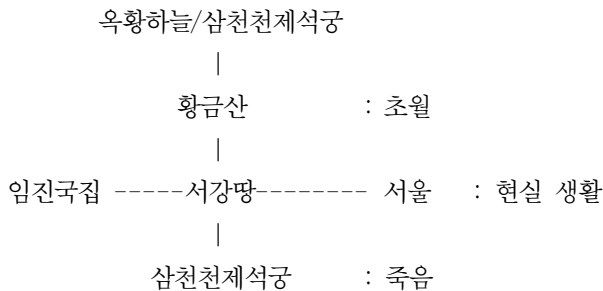 옥황하늘/삼천천제석궁
|
황금산 : 초월
|
임진국집 -----서강땅-------- 서울 : 현실 생활
|
삼천천제석궁 : 죽음